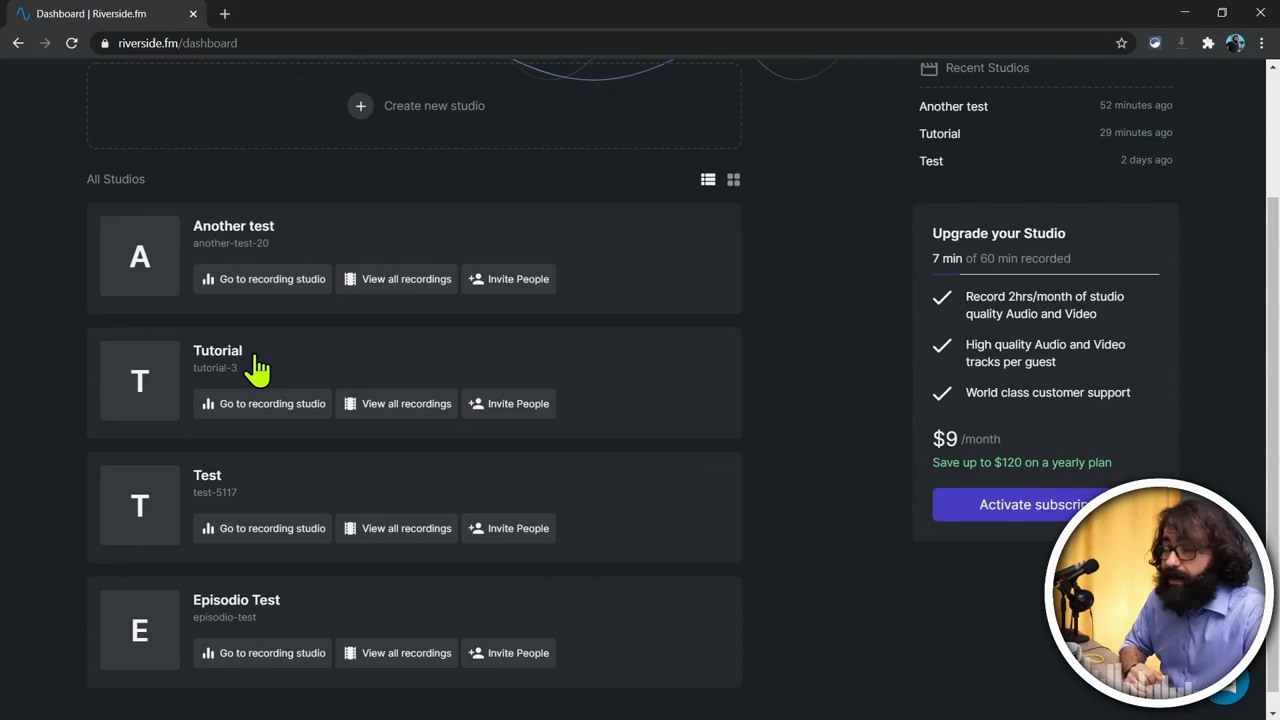 Dashboard | Riverside.fm
riverside.fm/dashboard
Create new studio
All Studios
A
Another test
another-test-20
Go to recording studio
View all recordings
Invite People
T
Tutorial
tutorial-3
Go to recording studio
View all recordings
Invite People
T
Test
test-5117
Go to recording studio
View all recordings
Invite People
E
Episodio Test
episodio-test
Go to recording studio
View all recordings
Invite People
Recent Studios
Another test 52 minutes ago
Tutorial 29 minutes ago
Test 2 days ago
Upgrade your Studio
7 min of 60 min recorded
Record 2hrs/month of studio
quality Audio and Video
High quality Audio and Video
tracks per guest
World class customer support
$9 /month
Save up to $120 on a yearly plan
Activate